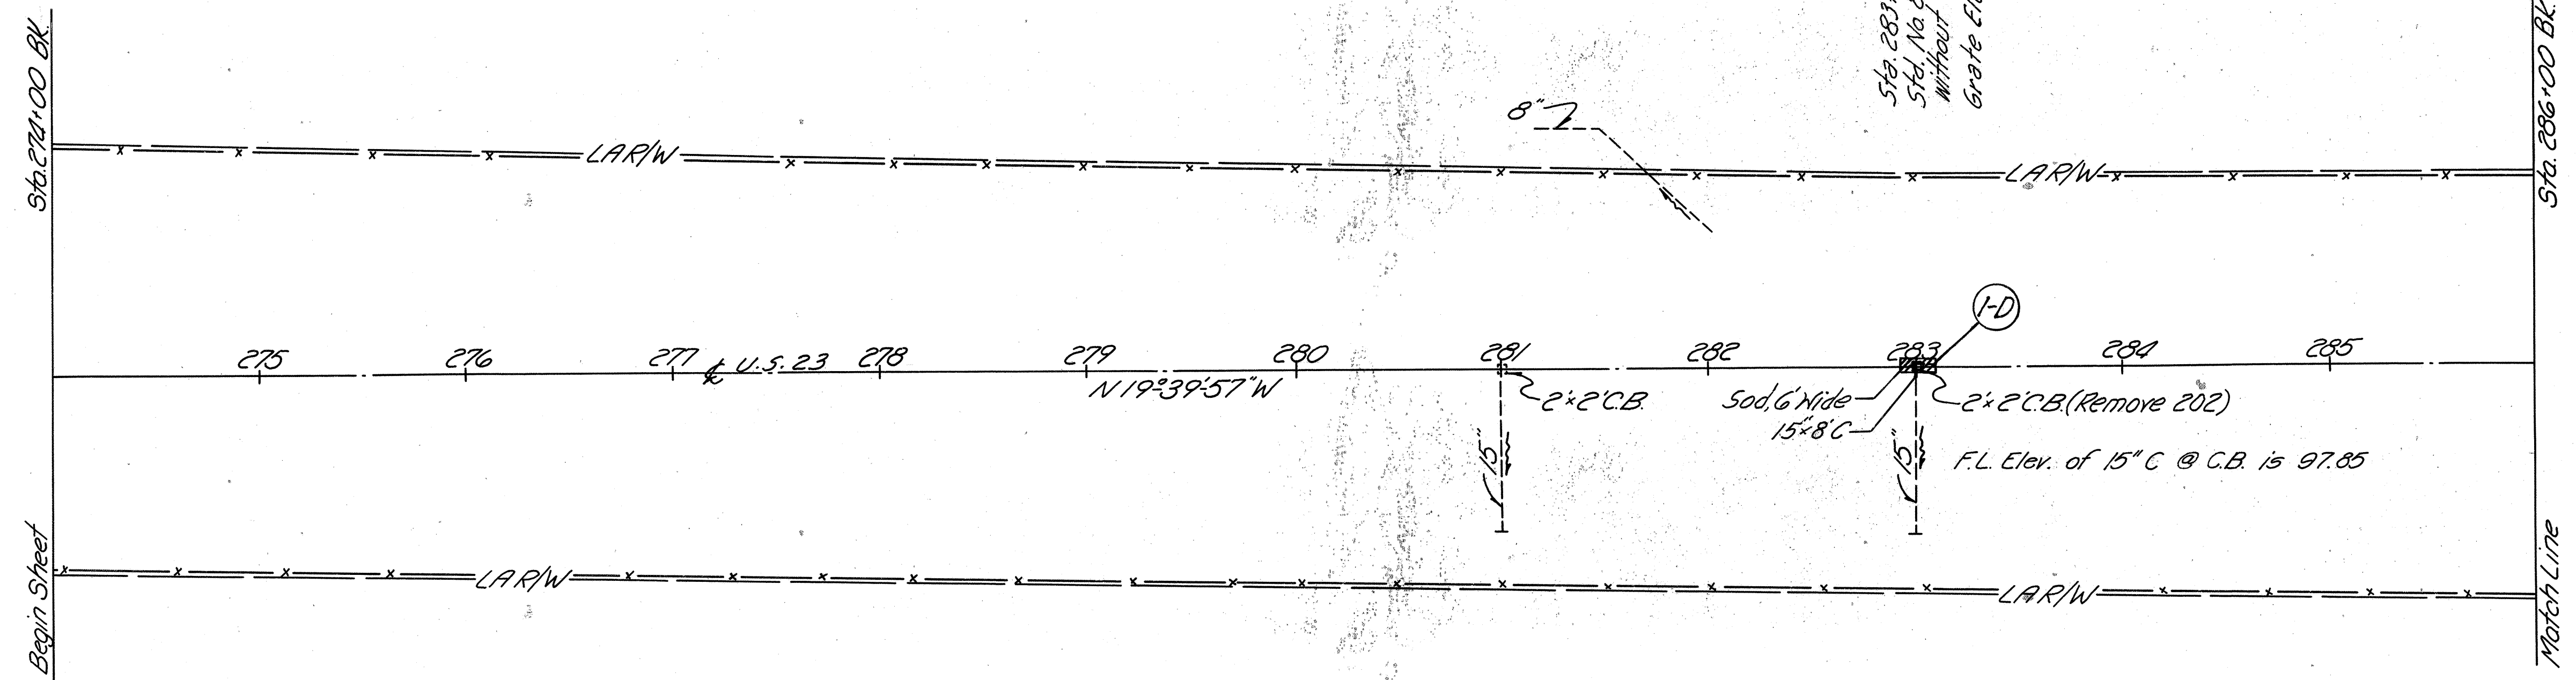 Sta. 274+00 BK.
Begin Sheet
Sta. 283+
Std. No. 8
Without
Grate Ele
8"
LA R/W
LA R/W
1-D
275
276
277
℄ U.S. 23
278
279
280
281
282
283
284
285
N 19°-39'-57" W
2'x2' C.B.
Sod, 6' Wide
15"x8' C
2'x2' C.B. (Remove 202)
15"
15"
F.L. Elev. of 15" C @ C.B. is 97.85
LA R/W
LA R/W
Sta. 286+00 BK.
Match Line